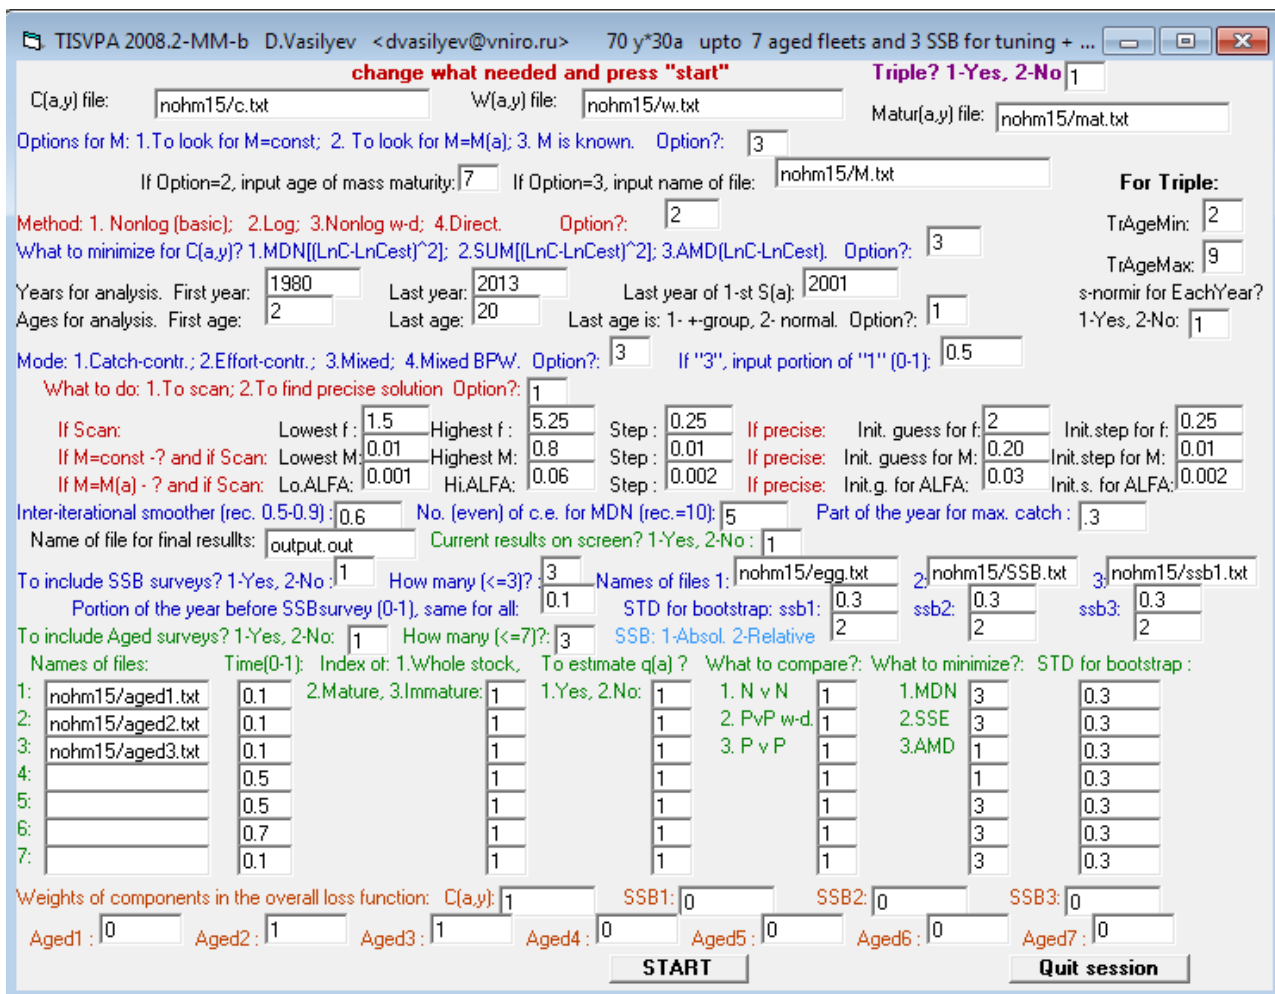 TISVPA 2008.2-MM-b D.Vasilyev <dvasilyev@vniro.ru> 70 y*30a upto 7 aged fleets and 3 SSB for tuning + ...
change what needed and press "start" Triple? 1-Yes, 2-No 1
C(a,y) file: nohm15/c.txt W(a,y) file: nohm15/w.txt Matur(a,y) file: nohm15/mat.txt
Options for M: 1.To look for M=const; 2. To look for M=M(a); 3. M is known. Option?: 3
If Option=2, input age of mass maturity: 7 If Option=3, input name of file: nohm15/M.txt For Triple:
Method: 1. Nonlog (basic); 2.Log; 3.Nonlog w-d; 4.Direct. Option?: 2 TrAgeMin: 2
What to minimize for C(a,y)? 1.MDN[(LnC-LnCest)^2]; 2.SUM[(LnC-LnCest)^2]; 3.AMD(LnC-LnCest). Option?: 3 TrAgeMax: 9
Years for analysis. First year: 1980 Last year: 2013 Last year of 1-st S(a): 2001 s-normir for EachYear?
Ages for analysis. First age: 2 Last age: 20 Last age is: 1- +-group, 2- normal. Option?: 1 1-Yes, 2-No: 1
Mode: 1.Catch-contr.; 2.Effort-contr.; 3.Mixed; 4.Mixed BPW. Option?: 3 If "3", input portion of "1" (0-1): 0.5
What to do: 1.To scan; 2.To find precise solution Option?: 1
If Scan: Lowest f : 1.5 Highest f : 5.25 Step : 0.25 If precise: Init. guess for f: 2 Init.step for f: 0.25
If M=const -? and if Scan: Lowest M: 0.01 Highest M: 0.8 Step : 0.01 If precise: Init. guess for M: 0.20 Init.step for M: 0.01
If M=M(a) - ? and if Scan: Lo.ALFA: 0.001 Hi.ALFA: 0.06 Step : 0.002 If precise: Init.g. for ALFA: 0.03 Init.s. for ALFA: 0.002
Inter-iterational smoother (rec. 0.5-0.9) : 0.6 No. (even) of c.e. for MDN (rec.=10): 5 Part of the year for max. catch : .3
Name of file for final resullts: output.out Current results on screen? 1-Yes, 2-No : 1
To include SSB surveys? 1-Yes, 2-No : 1 How many (<=3)? : 3 Names of files 1: nohm15/egg.txt 2: nohm15/SSB.txt 3: nohm15/ssb1.txt
Portion of the year before SSBsurvey (0-1), same for all: 0.1 STD for bootstrap: ssb1: 0.3 ssb2: 0.3 ssb3: 0.3
To include Aged surveys? 1-Yes, 2-No: 1 How many (<=7)?: 3 SSB: 1-Absol. 2-Relative 2 2 2
Names of files: Time(0-1): Index of: 1.Whole stock, To estimate q(a) ? What to compare?: What to minimize?: STD for bootstrap :
1: nohm15/aged1.txt 0.1 2.Mature, 3.Immature: 1 1.Yes, 2.No: 1 1. N v N 1 1.MDN 3 0.3
2: nohm15/aged2.txt 0.1 1 1 2. PvP w-d. 1 2.SSE 3 0.3
3: nohm15/aged3.txt 0.1 1 1 3. P v P 1 3.AMD 1 0.3
4: 0.5 1 1 1 1 0.3
5: 0.5 1 1 1 3 0.3
6: 0.7 1 1 1 3 0.3
7: 0.1 1 1 1 3 0.3
Weights of components in the overall loss function: C(a,y): 1 SSB1: 0 SSB2: 0 SSB3: 0
Aged1 : 0 Aged2 : 1 Aged3 : 1 Aged4 : 0 Aged5 : 0 Aged6 : 0 Aged7 : 0
START Quit session